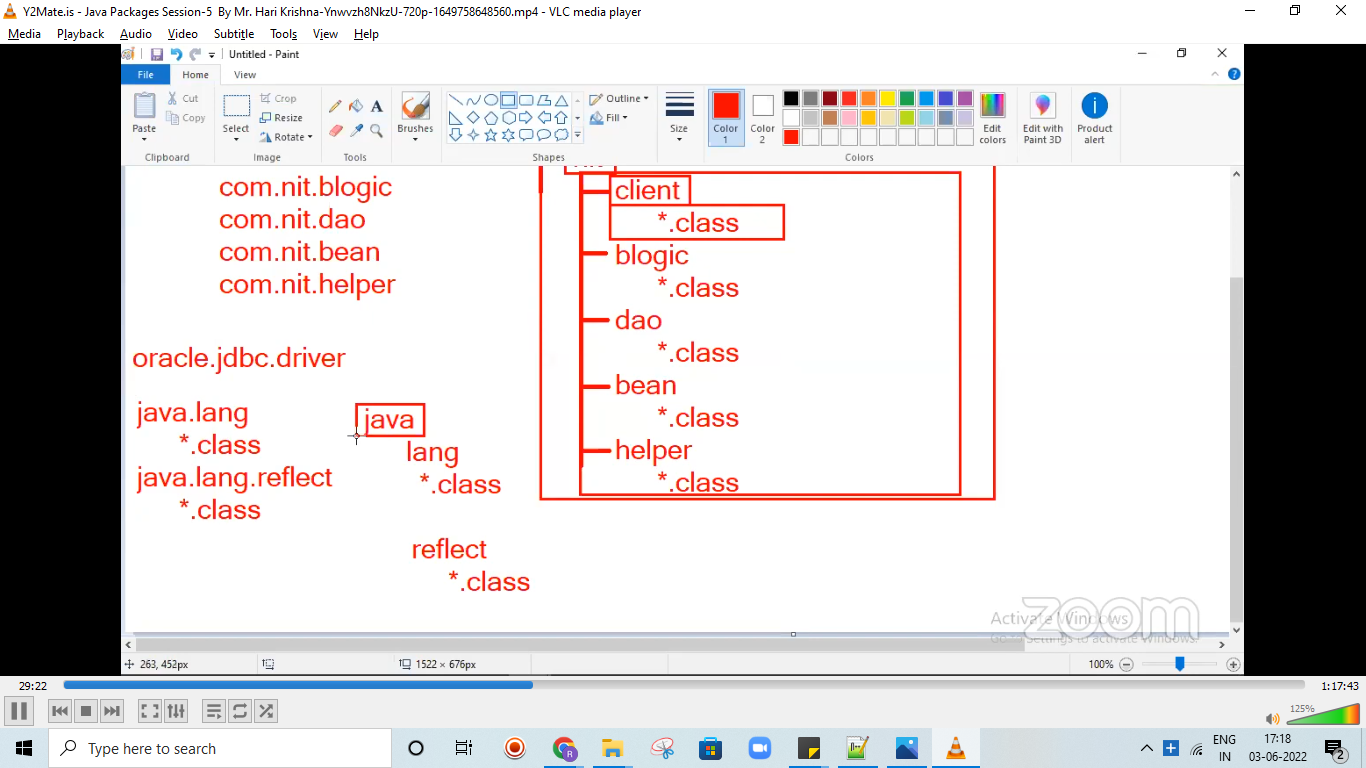 Y2Mate.is - Java Packages Session-5 By Mr. Hari Krishna-Ynwvzh8NkzU-720p-1649758648560.mp4 - VLC media player
Media Playback Audio Video Subtitle Tools View Help
Untitled - Paint
File Home View
Paste
Cut
Copy
Clipboard
Select
Crop
Resize
Rotate
Image
A
Tools
Brushes
Shapes
Outline
Fill
Size
Color 1
Color 2
Colors
Edit colors
Edit with Paint 3D
Product alert
com.nit.blogic
com.nit.dao
com.nit.bean
com.nit.helper
oracle.jdbc.driver
java.lang
*.class
java.lang.reflect
*.class
java
lang
*.class
reflect
*.class
client
*.class
blogic
*.class
dao
*.class
bean
*.class
helper
*.class
Activate Windows
Go to Settings to activate Windows.
zoom
263, 452px
1522 × 676px
100%
29:22
1:17:43
125%
Type here to search
ENG
IN
17:18
03-06-2022
2